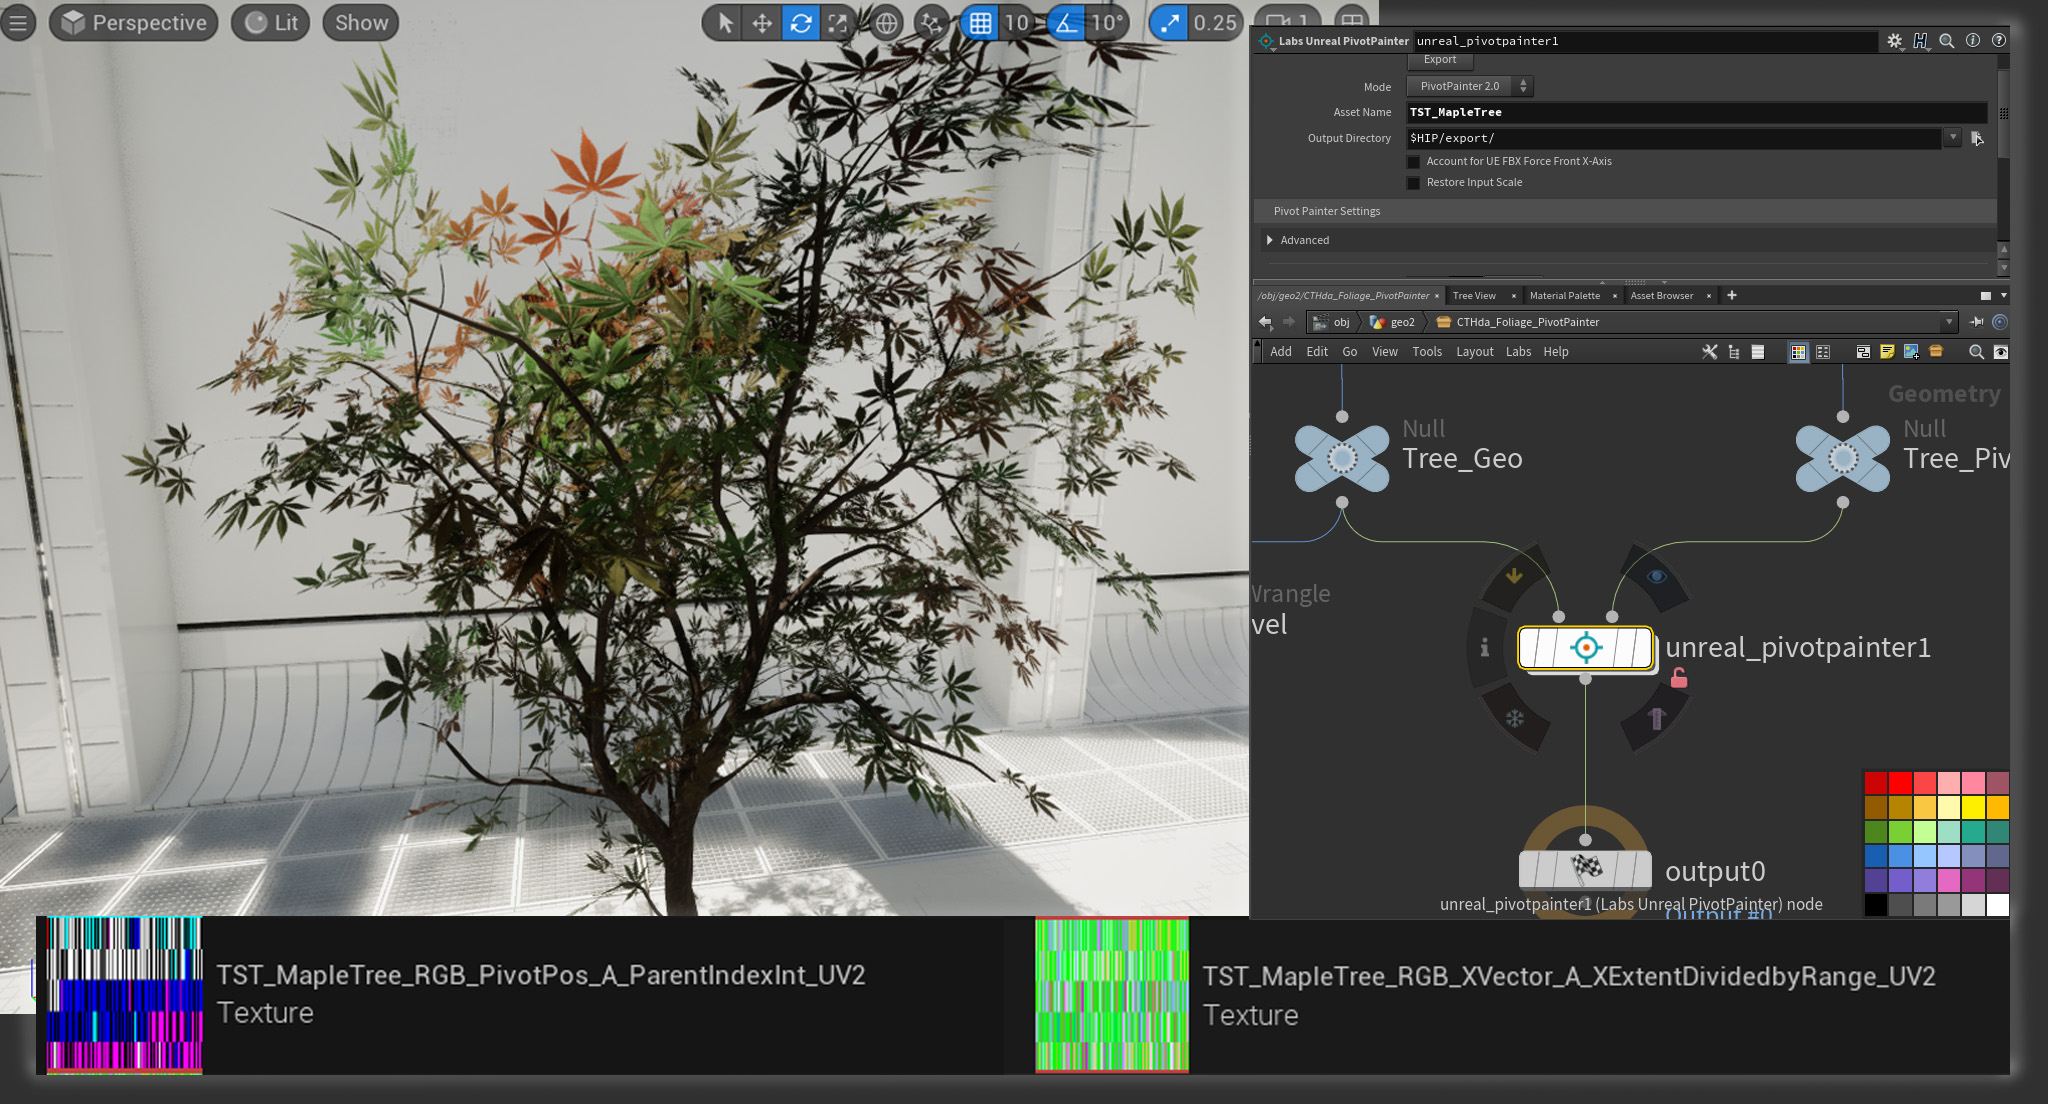 Perspective
Lit
Show
10
10°
0.25
1
Labs Unreal PivotPainter
unreal_pivotpainter1
Export
Mode
PivotPainter 2.0
Asset Name
TST_MapleTree
Output Directory
$HIP/export/
Account for UE FBX Force Front X-Axis
Restore Input Scale
Pivot Painter Settings
Advanced
/obj/geo2/CTHda_Foliage_PivotPainter
Tree View
Material Palette
Asset Browser
obj
geo2
CTHda_Foliage_PivotPainter
Add Edit Go View Tools Layout Labs Help
Geometry
Null
Tree_Geo
Null
Tree_Piv
Wrangle
vel
unreal_pivotpainter1
output0
Output #0
unreal_pivotpainter1 (Labs Unreal PivotPainter) node
TST_MapleTree_RGB_PivotPos_A_ParentIndexInt_UV2
Texture
TST_MapleTree_RGB_XVector_A_XExtentDividedbyRange_UV2
Texture